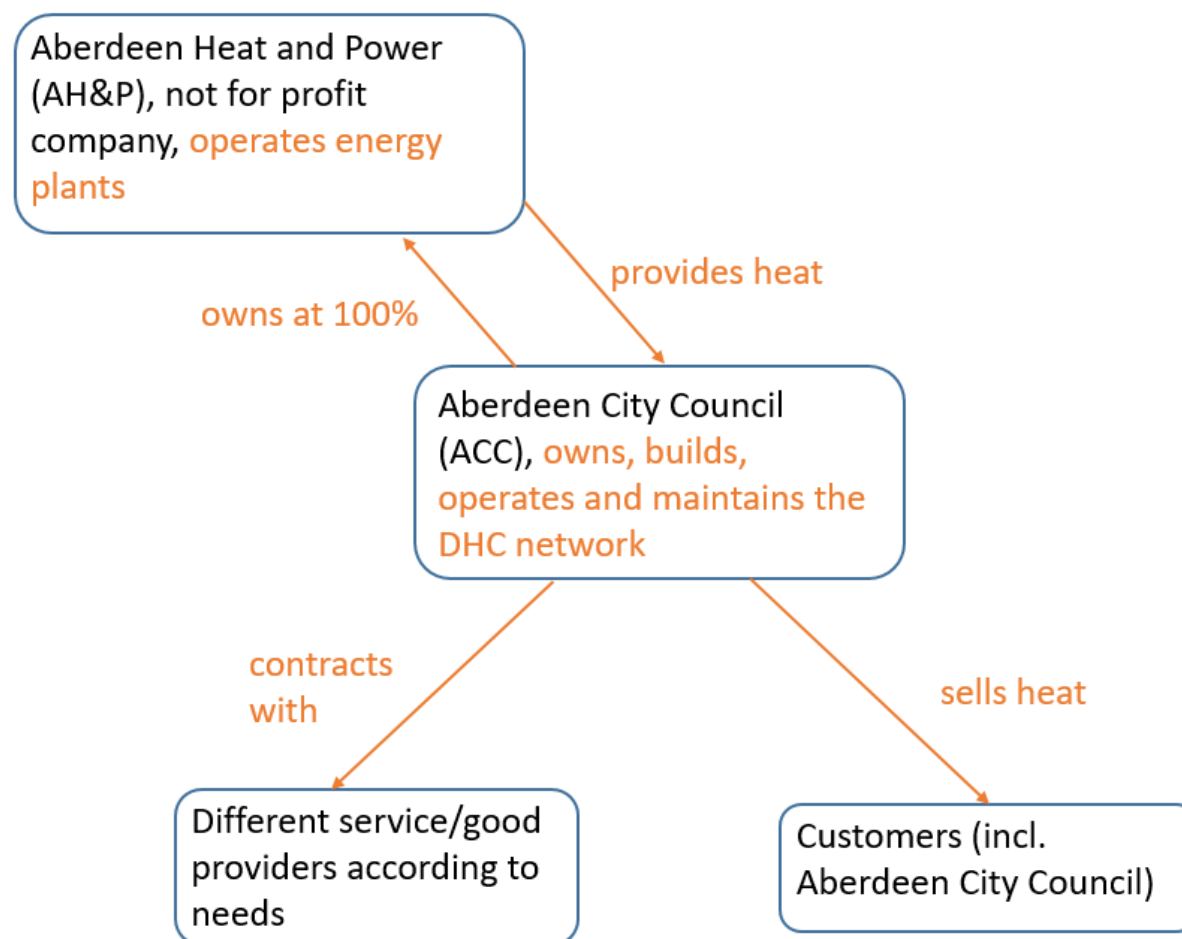 Aberdeen Heat and Power
(AH&P), not for profit
company, operates energy
plants
provides heat
owns at 100%
Aberdeen City Council
(ACC), owns, builds,
operates and maintains the
DHC network
contracts
with
sells heat
Different service/good
providers according to
needs
Customers (incl.
Aberdeen City Council)